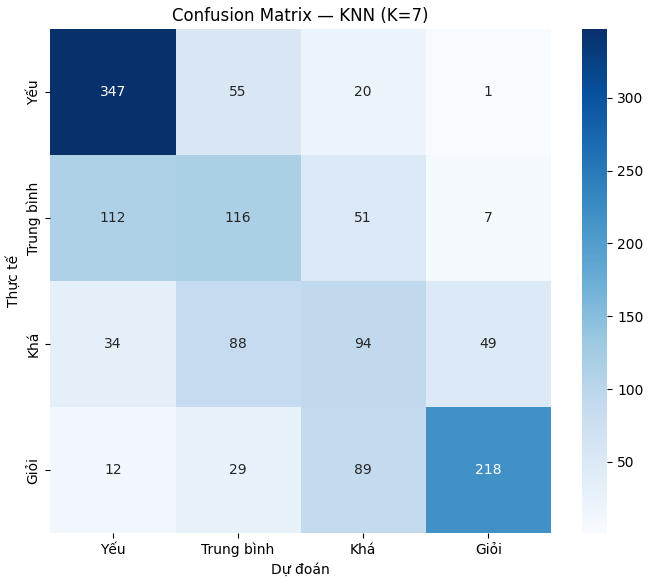 Confusion Matrix — KNN (K=7)
Thực tế
Yếu 347 55 20 1
Trung bình 112 116 51 7
Khá 34 88 94 49
Giỏi 12 29 89 218
Yếu Trung bình Khá Giỏi
Dự đoán
300
250
200
150
100
50